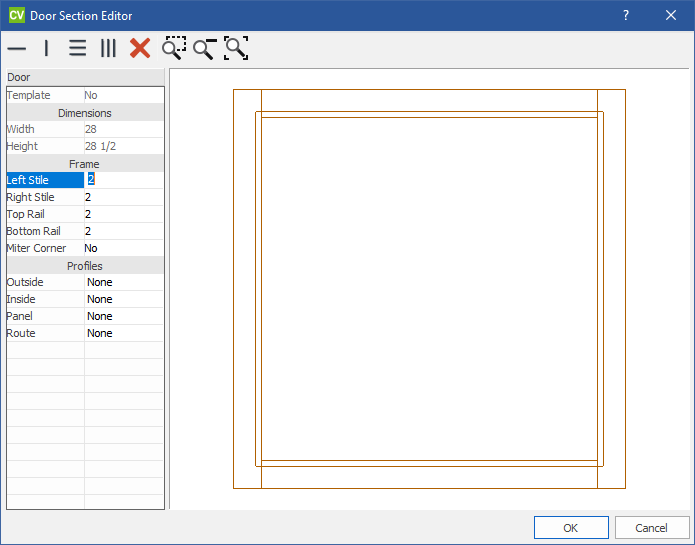 CV Door Section Editor ?
Door
Template No
Dimensions
Width 28
Height 28 1/2
Frame
Left Stile 2
Right Stile 2
Top Rail 2
Bottom Rail 2
Miter Corner No
Profiles
Outside None
Inside None
Panel None
Route None
OK Cancel